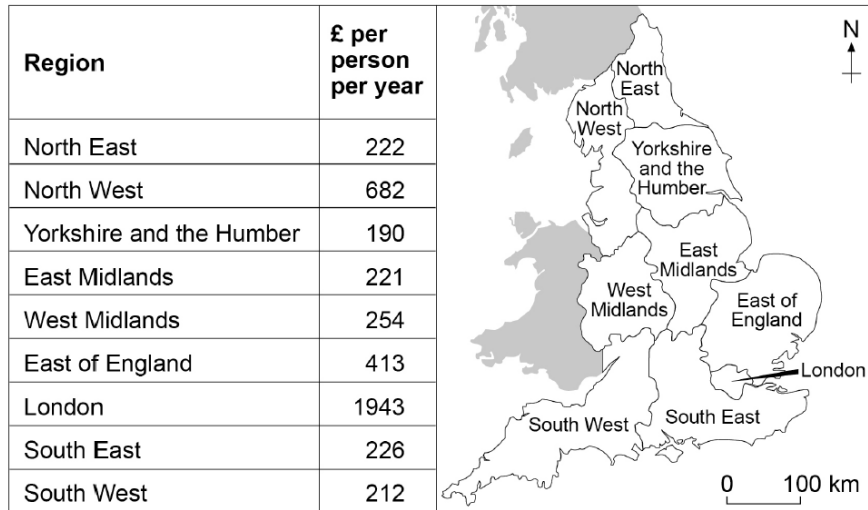 Region £ per
person
per year
North East 222
North West 682
Yorkshire and the Humber 190
East Midlands 221
West Midlands 254
East of England 413
London 1943
South East 226
South West 212
N
North
East
North
West
Yorkshire
and the
Humber
East
Midlands
West
Midlands
East of
England
London
South West
South East
0 100 km